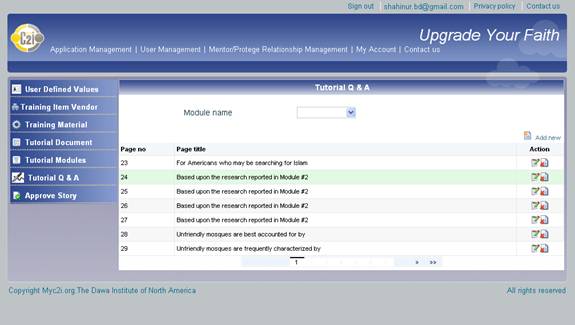 Sign out | shahinur.bd@gmail.com | Privacy policy | Contact us
C2i
Upgrade Your Faith
Application Management | User Management | Mentor/Protege Relationship Management | My Account | Contact us
User Defined Values
Training Item Vendor
Training Material
Tutorial Document
Tutorial Modules
Tutorial Q & A
Approve Story
Tutorial Q & A
Module name
Add new
Page no Page title Action
23 For Americans who may be searching for Islam
24 Based upon the research reported in Module #2
25 Based upon the research reported in Module #2
26 Based upon the research reported in Module #2
27 Based upon the research reported in Module #2
28 Unfriendly mosques are best accounted for by
29 Unfriendly mosques are frequently characterized by
1 » »»
Copyright Myc2i.org.The Dawa Institute of North America All rights reserved